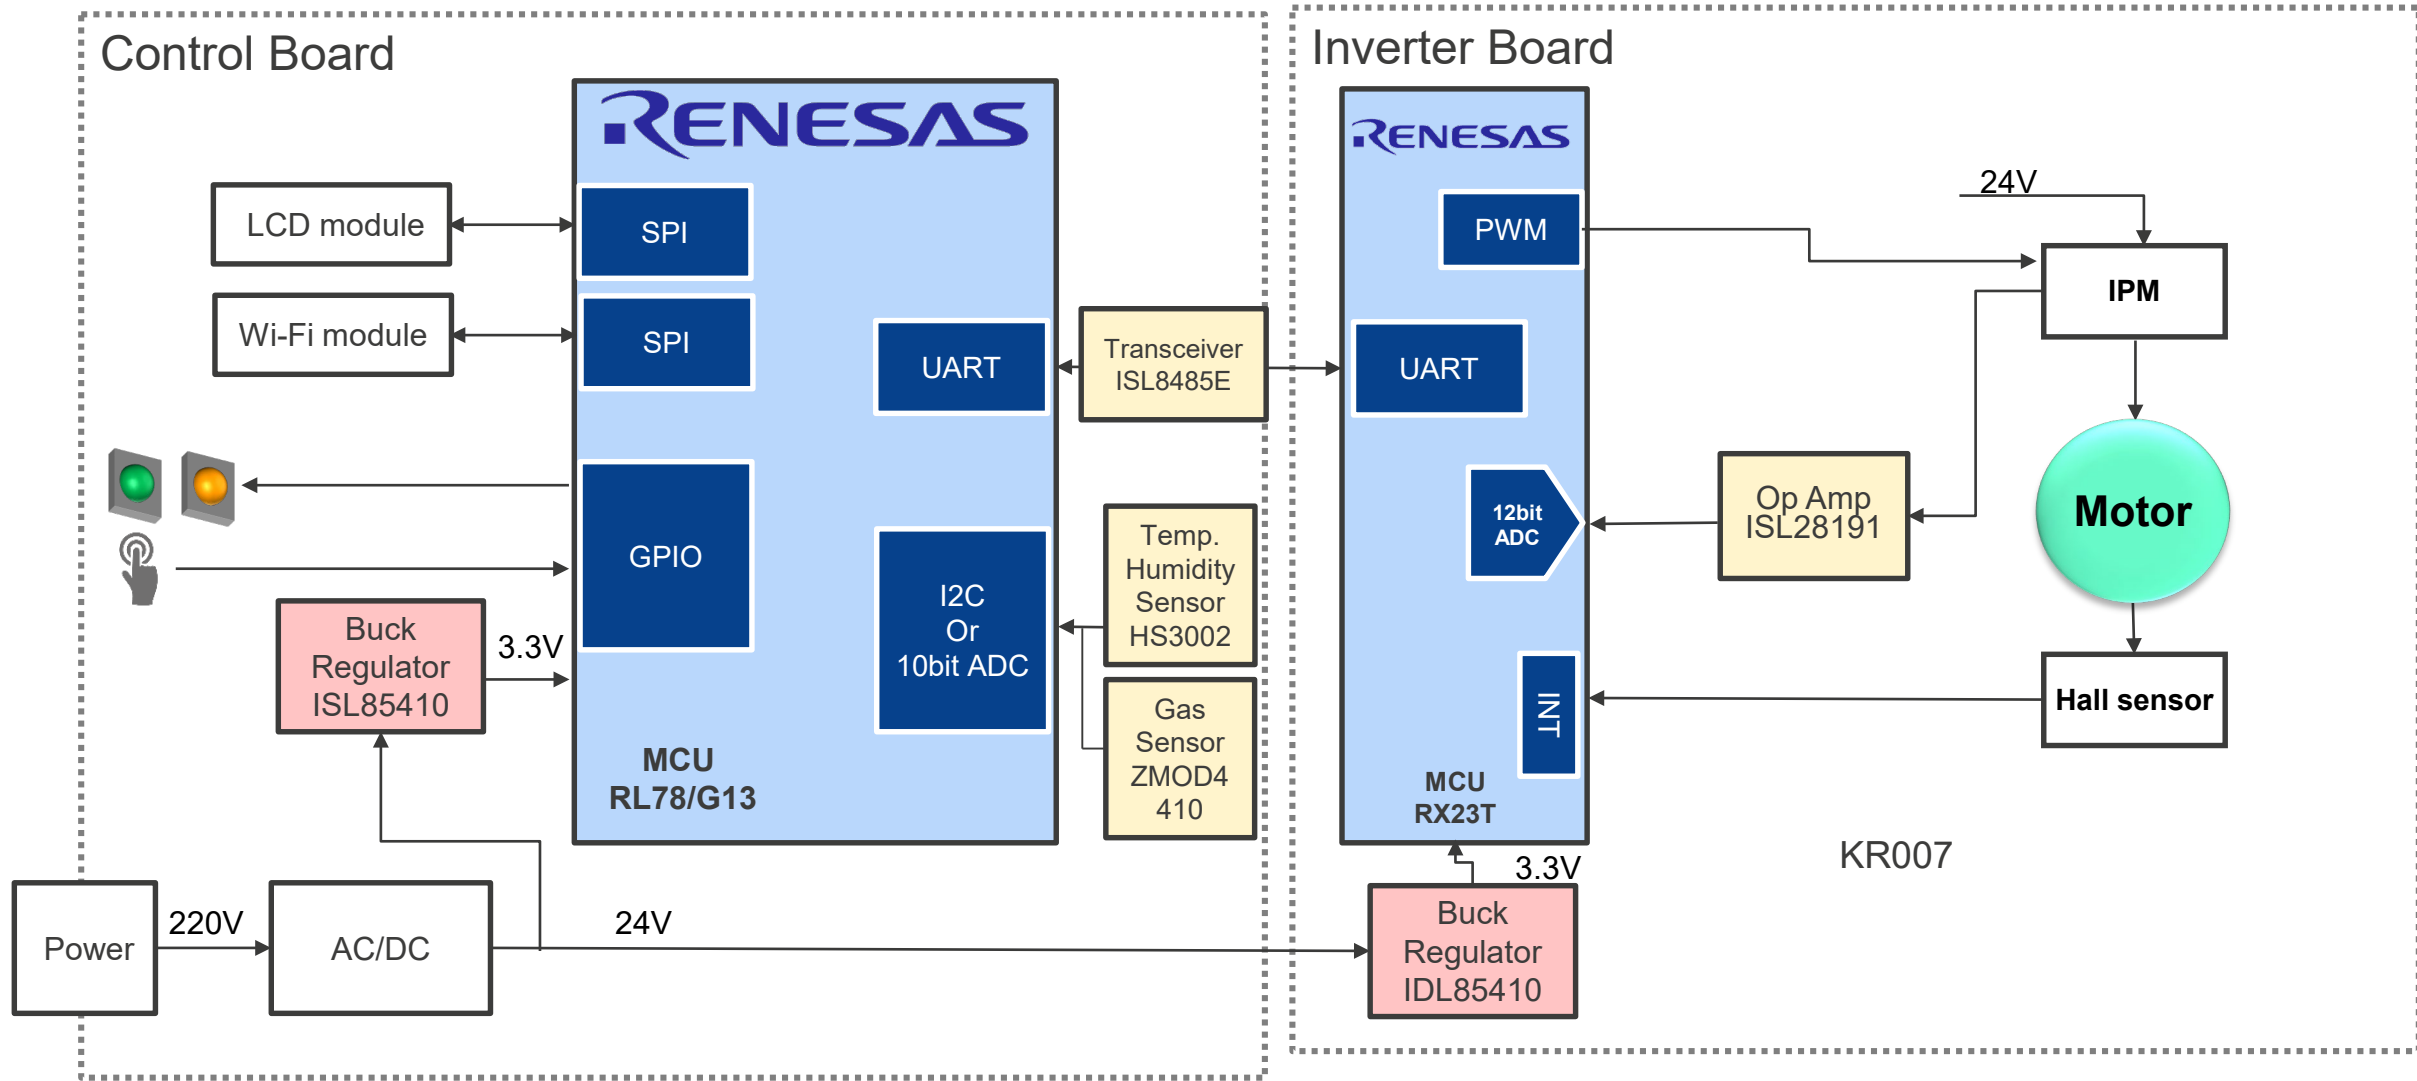 Control Board
RENESAS
LCD module
SPI
Wi-Fi module
SPI
UART
Transceiver
ISL8485E
GPIO
I2C
Or
10bit ADC
Temp.
Humidity
Sensor
HS3002
Gas
Sensor
ZMOD4
410
Buck
Regulator
ISL85410
3.3V
MCU
RL78/G13
Power
220V
AC/DC
24V
Inverter Board
RENESAS
PWM
UART
12bit
ADC
INT
MCU
RX23T
24V
IPM
Op Amp
ISL28191
Motor
Hall sensor
KR007
3.3V
Buck
Regulator
IDL85410